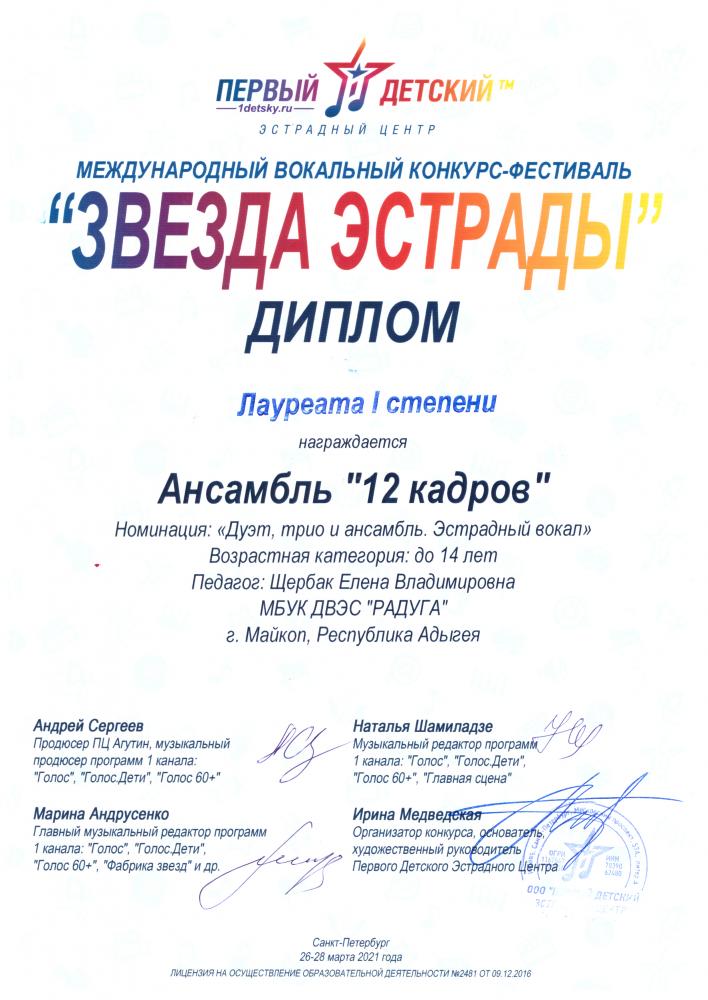 ПЕРВЫЙ ДЕТСКИЙ™
1detsky.ru
ЭСТРАДНЫЙ ЦЕНТР
МЕЖДУНАРОДНЫЙ ВОКАЛЬНЫЙ КОНКУРС-ФЕСТИВАЛЬ
“ЗВЕЗДА ЭСТРАДЫ”
ДИПЛОМ
Лауреата I степени
награждается
Ансамбль "12 кадров"
Номинация: «Дуэт, трио и ансамбль. Эстрадный вокал»
Возрастная категория: до 14 лет
Педагог: Щербак Елена Владимировна
МБУК ДВЭС "РАДУГА"
г. Майкоп, Республика Адыгея
Андрей Сергеев
Продюсер ПЦ Агутин, музыкальный
продюсер программ 1 канала:
"Голос", "Голос.Дети", "Голос 60+"
Наталья Шамиладзе
Музыкальный редактор программ
1 канала: "Голос", "Голос.Дети",
"Голос 60+", "Главная сцена"
Марина Андрусенко
Главный музыкальный редактор программ
1 канала: "Голос", "Голос.Дети",
"Голос 60+", "Фабрика звезд" и др.
Ирина Медведская
Организатор конкурса, основатель,
художественный руководитель
Первого Детского Эстрадного Центра
ОГРН
ИНН
ООО
ДЕТСКИЙ
Санкт-Петербург
26-28 марта 2021 года
ЛИЦЕНЗИЯ НА ОСУЩЕСТВЛЕНИЕ ОБРАЗОВАТЕЛЬНОЙ ДЕЯТЕЛЬНОСТИ №2481 ОТ 09.12.2016